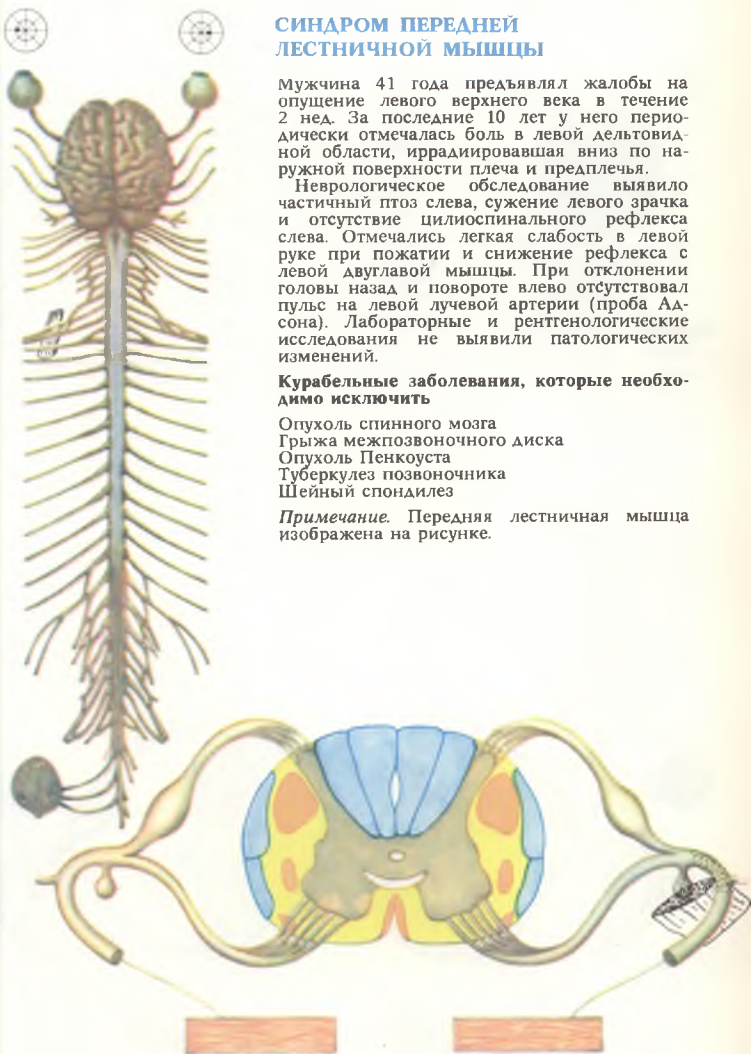 СИНДРОМ ПЕРЕДНЕЙ
ЛЕСТНИЧНОЙ МЫШЦЫ
Мужчина 41 года предъявлял жалобы на
опущение левого верхнего века в течение
2 нед. За последние 10 лет у него перио-
дически отмечалась боль в левой дельтовид-
ной области, иррадиировавшая вниз по на-
ружной поверхности плеча и предплечья.
Неврологическое обследование выявило
частичный птоз слева, сужение левого зрачка
и отсутствие цилиоспинального рефлекса
слева. Отмечались легкая слабость в левой
руке при пожатии и снижение рефлекса с
левой двуглавой мышцы. При отклонении
головы назад и повороте влево отсутствовал
пульс на левой лучевой артерии (проба Ад-
сона). Лабораторные и рентгенологические
исследования не выявили патологических
изменений.
Курабельные заболевания, которые необхо-
димо исключить
Опухоль спинного мозга
Грыжа межпозвоночного диска
Опухоль Пенкоуста
Туберкулез позвоночника
Шейный спондилез
Примечание. Передняя лестничная мышца
изображена на рисунке.